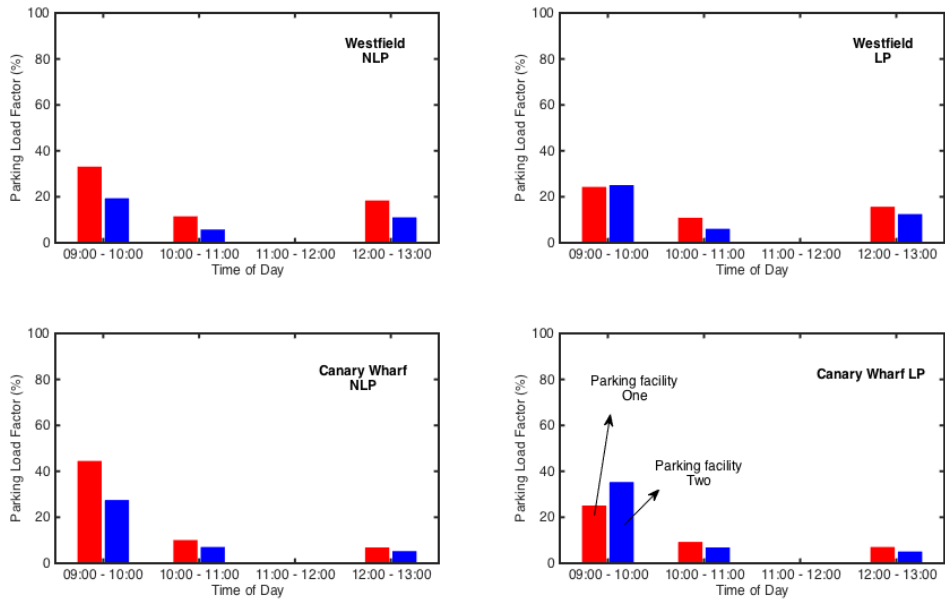 100
80
60
40
20
0
Parking Load Factor (%)
Westfield
NLP
09:00 - 10:00 10:00 - 11:00 11:00 - 12:00 12:00 - 13:00
Time of Day
100
80
60
40
20
0
Parking Load Factor (%)
Westfield
LP
09:00 - 10:00 10:00 - 11:00 11:00 - 12:00 12:00 - 13:00
Time of Day
100
80
60
40
20
0
Parking Load Factor (%)
Canary Wharf
NLP
09:00 - 10:00 10:00 - 11:00 11:00 - 12:00 12:00 - 13:00
Time of Day
100
80
60
40
20
0
Parking Load Factor (%)
Canary Wharf LP
Parking facility
One
Parking facility
Two
09:00 - 10:00 10:00 - 11:00 11:00 - 12:00 12:00 - 13:00
Time of Day